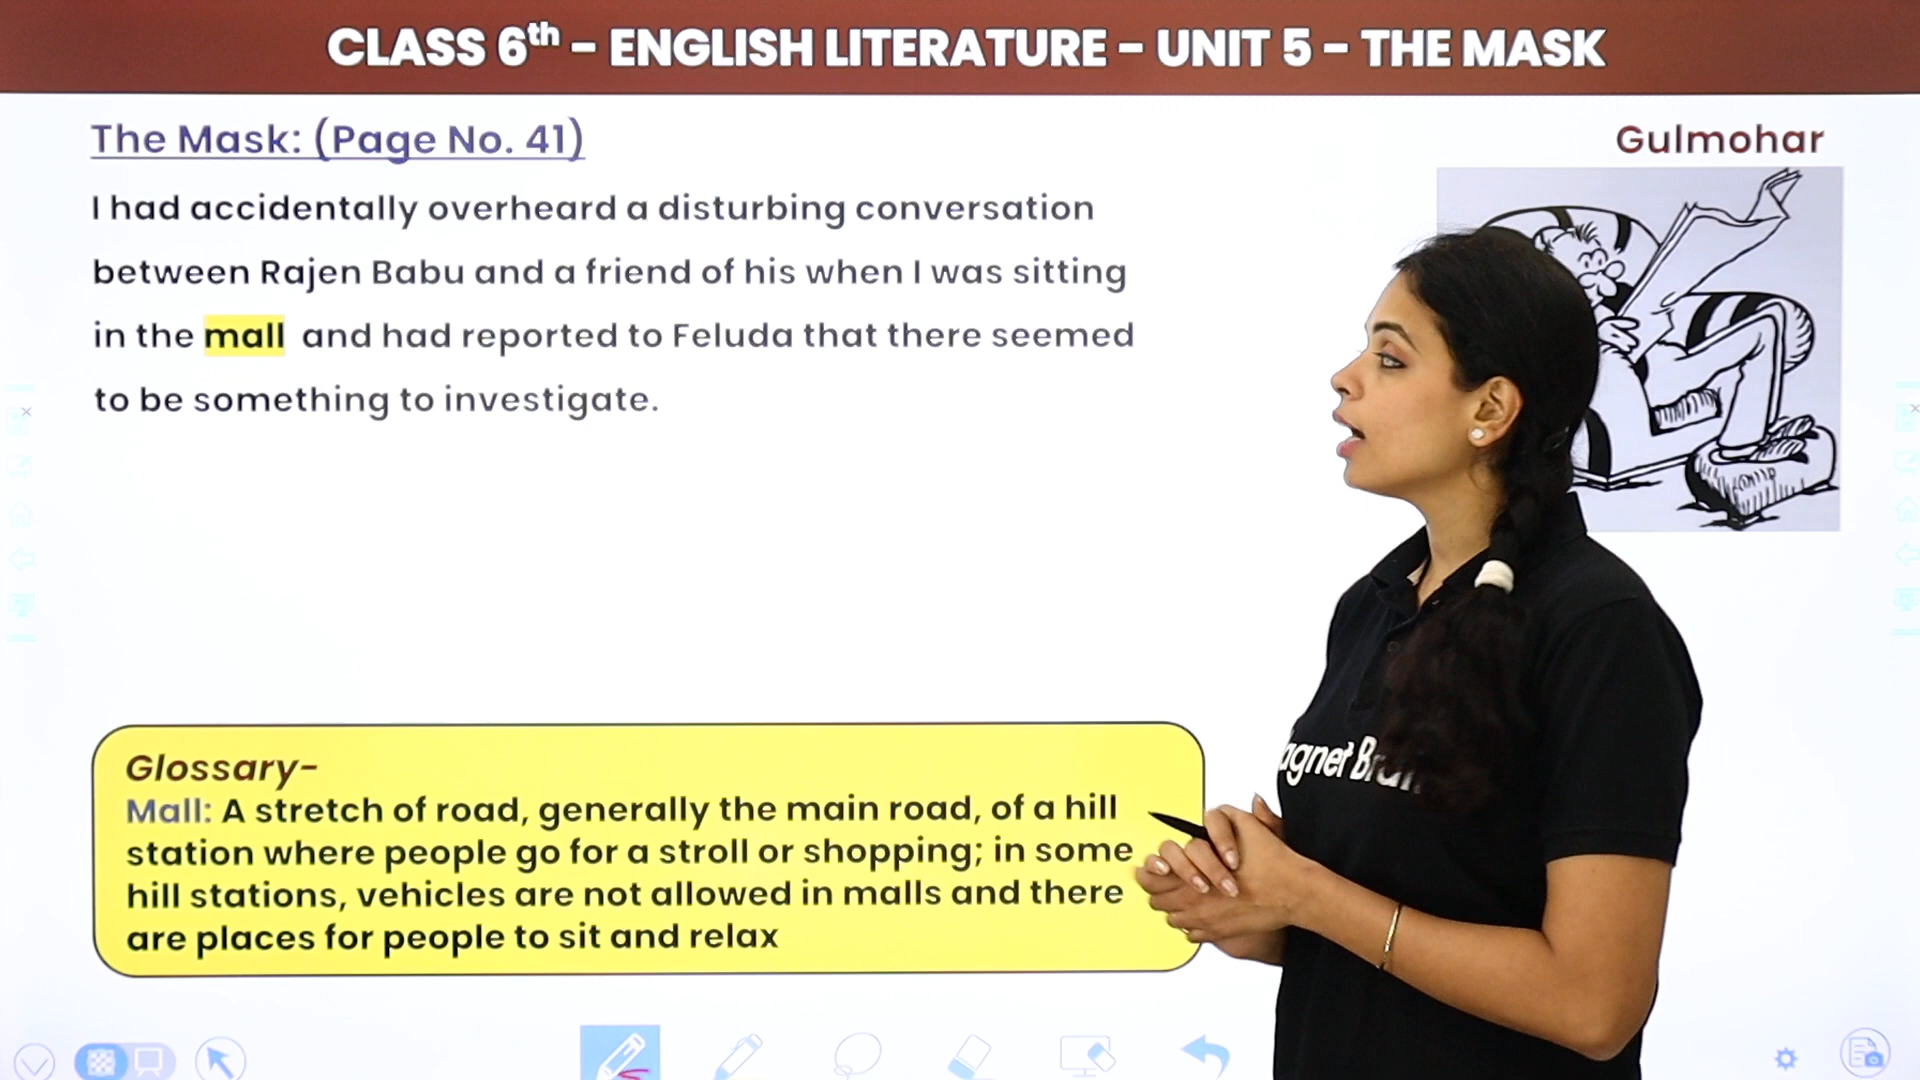 CLASS 6th - ENGLISH LITERATURE - UNIT 5 - THE MASK
The Mask: (Page No. 41)
Gulmohar
I had accidentally overheard a disturbing conversation
between Rajen Babu and a friend of his when I was sitting
in the mall and had reported to Feluda that there seemed
to be something to investigate.
Glossary-
Mall: A stretch of road, generally the main road, of a hill
station where people go for a stroll or shopping; in some
hill stations, vehicles are not allowed in malls and there
are places for people to sit and relax